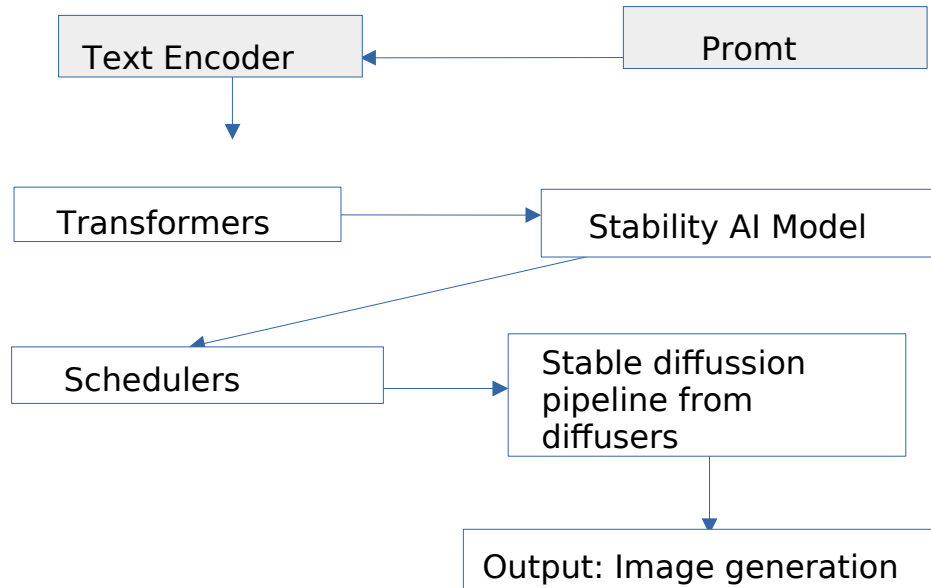 Text Encoder
Promt
Transformers
Stability AI Model
Schedulers
Stable diffussion
pipeline from
diffusers
Output: Image generation